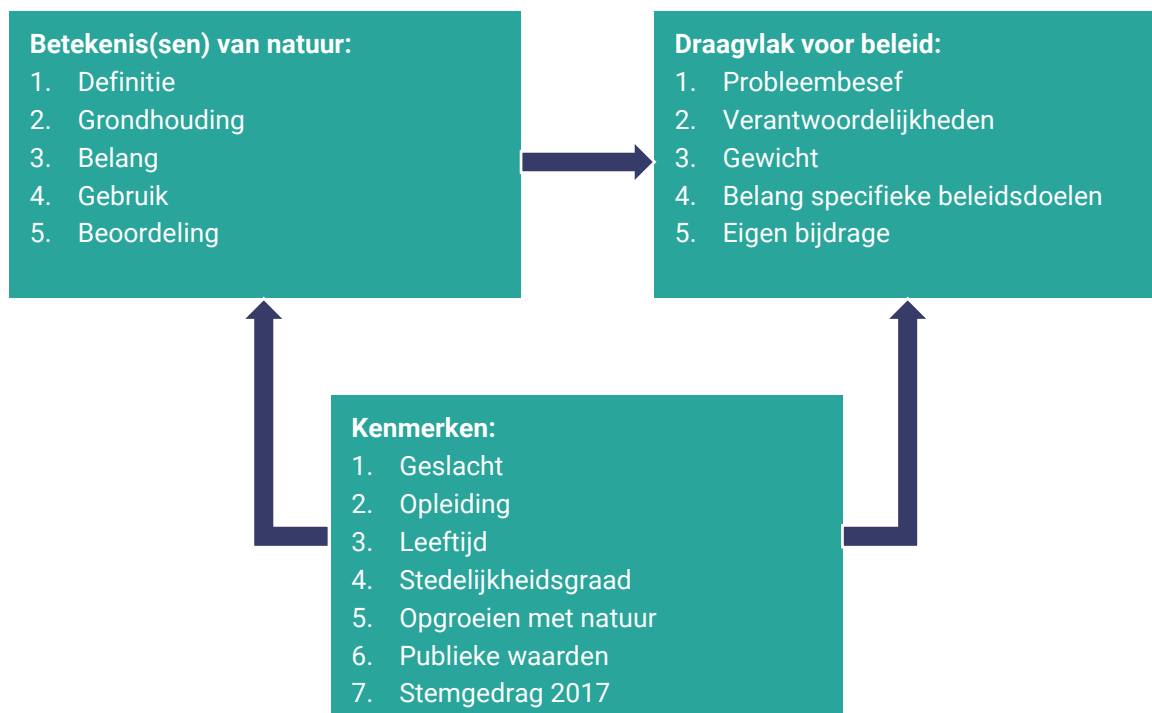 Betekenis(sen) van natuur:
1. Definitie
2. Grondhouding
3. Belang
4. Gebruik
5. Beoordeling
Draagvlak voor beleid:
1. Probleembesef
2. Verantwoordelijkheden
3. Gewicht
4. Belang specifieke beleidsdoelen
5. Eigen bijdrage
Kenmerken:
1. Geslacht
2. Opleiding
3. Leeftijd
4. Stedelijkheidsgraad
5. Opgroeien met natuur
6. Publieke waarden
7. Stemgedrag 2017